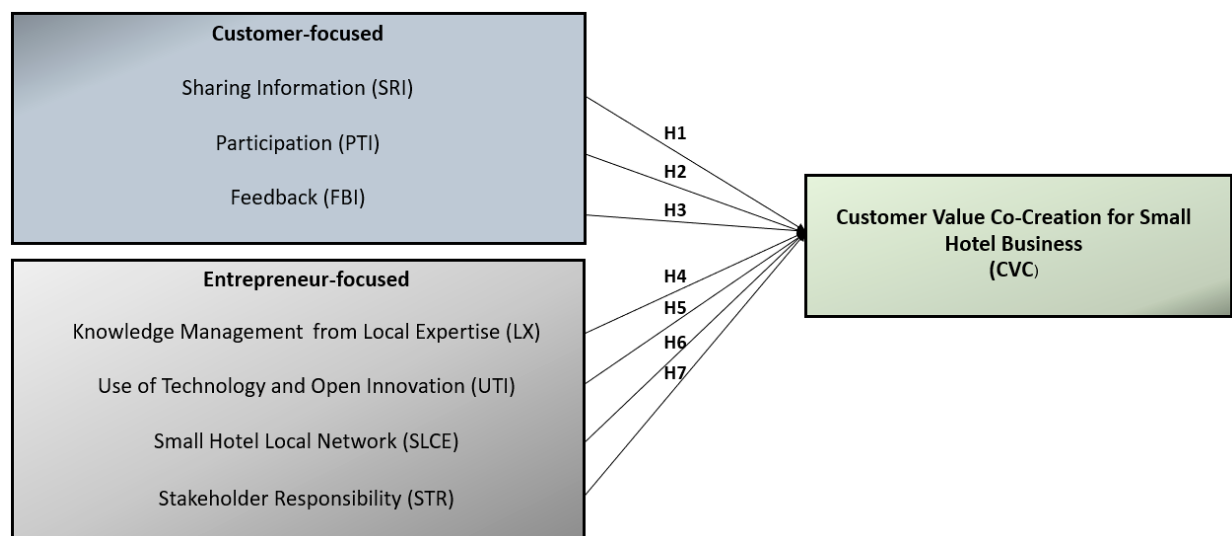 Customer-focused
Sharing Information (SRI)
Participation (PTI)
Feedback (FBI)
Entrepreneur-focused
Knowledge Management from Local Expertise (LX)
Use of Technology and Open Innovation (UTI)
Small Hotel Local Network (SLCE)
Stakeholder Responsibility (STR)
H1
H2
H3
H4
H5
H6
H7
Customer Value Co-Creation for Small
Hotel Business
(CVC)